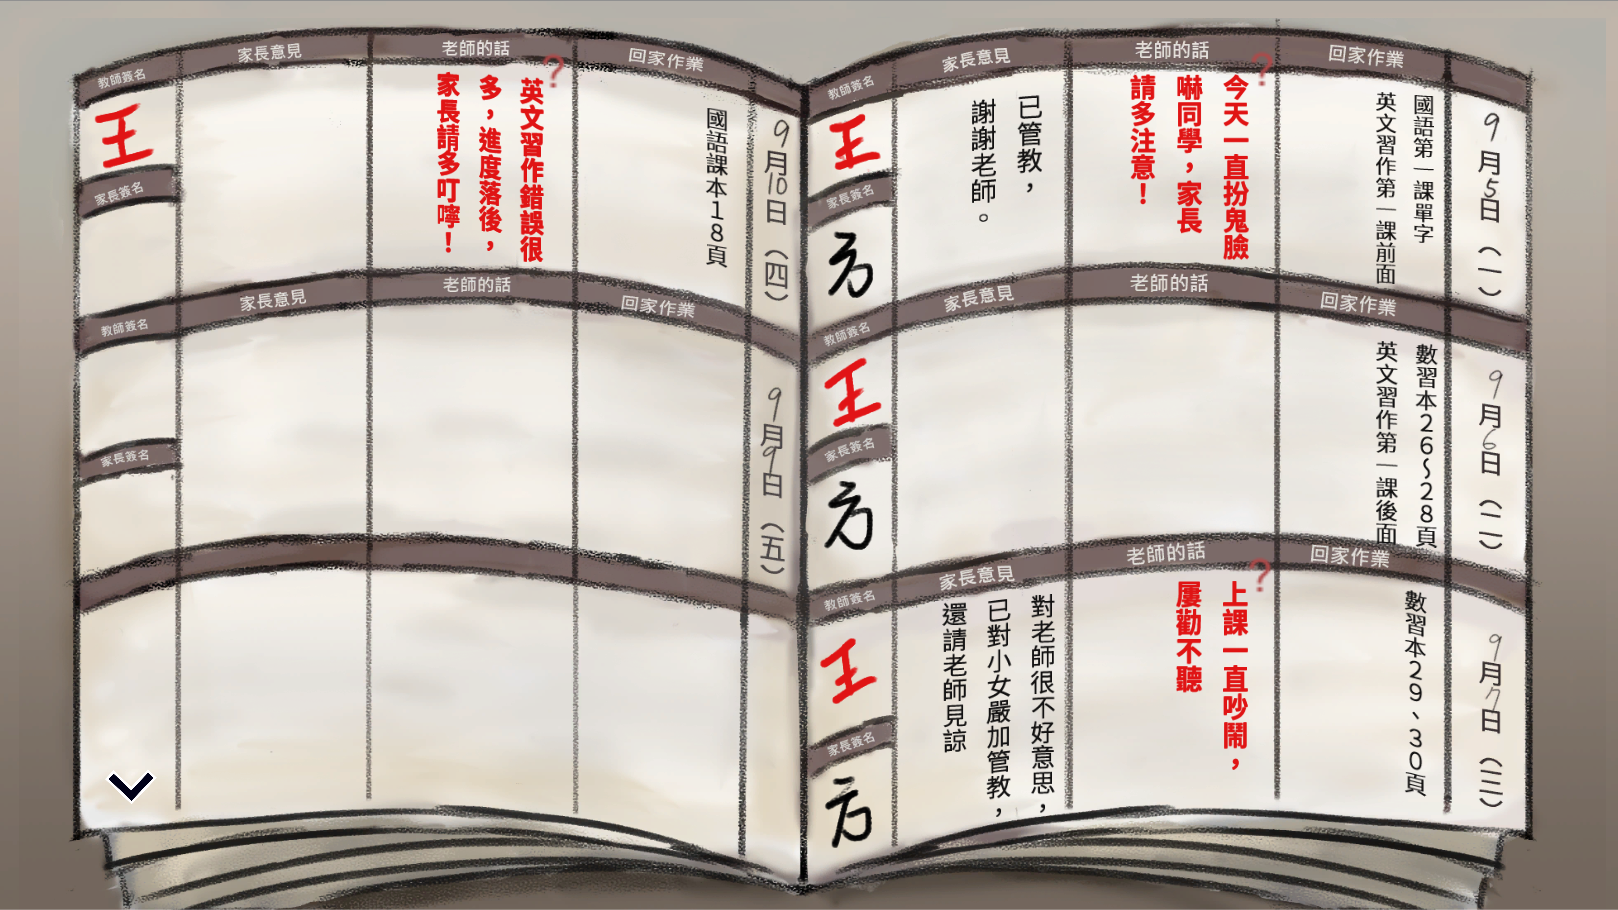 9月5日（一）
回家作業
國語第一課單字
英文習作第一課前面
老師的話
?
今天一直扮鬼臉
嚇同學，家長
請多注意！
家長意見
已管教，
謝謝老師。
教師簽名
王
家長簽名
方
9月6日（二）
回家作業
數習本26~28頁
英文習作第一課後面
老師的話
家長意見
教師簽名
王
家長簽名
方
9月7日（三）
回家作業
數習本29、30頁
老師的話
?
上課一直吵鬧，
屢勸不聽
家長意見
對老師很不好意思，
已對小女嚴加管教，
還請老師見諒
教師簽名
王
家長簽名
方
9月10日（四）
回家作業
國語課本18頁
老師的話
?
英文習作錯誤很
多，進度落後，
家長請多叮嚀！
家長意見
教師簽名
王
家長簽名
9月9日（五）
回家作業
老師的話
家長意見
教師簽名
家長簽名